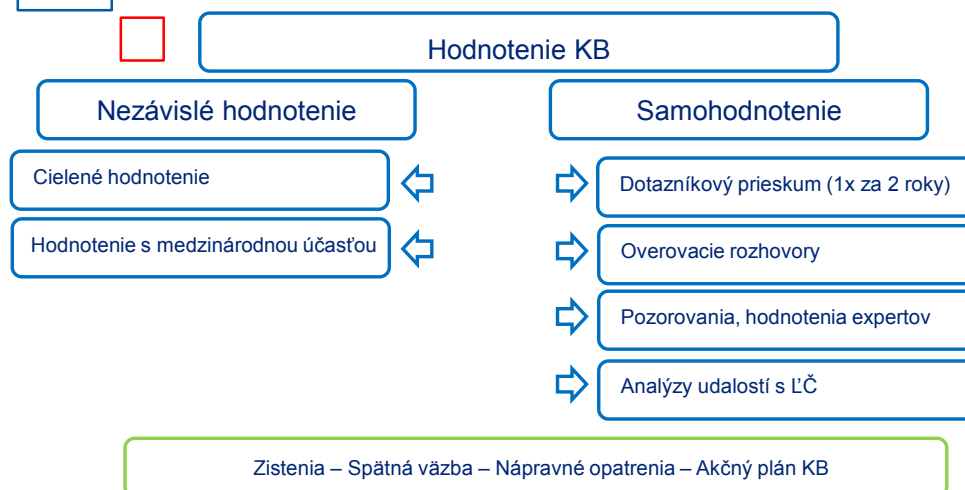 Hodnotenie KB
Nezávislé hodnotenie
Samohodnotenie
Cielené hodnotenie
Hodnotenie s medzinárodnou účasťou
Dotazníkový prieskum (1x za 2 roky)
Overovacie rozhovory
Pozorovania, hodnotenia expertov
Analýzy udalostí s ĽČ
Zistenia – Spätná väzba – Nápravné opatrenia – Akčný plán KB